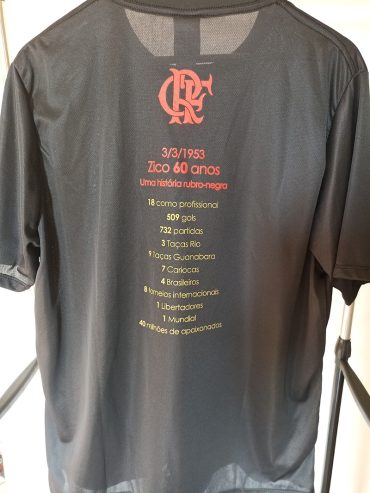 CRF
3/3/1953
Zico 60 anos
Uma história rubro-negra
18 como profissional
509 gols
732 partidas
3 Taças Rio
9 Taças Guanabara
7 Cariocas
4 Brasileiros
8 torneios internacionais
1 Libertadores
1 Mundial
40 milhões de apaixonados